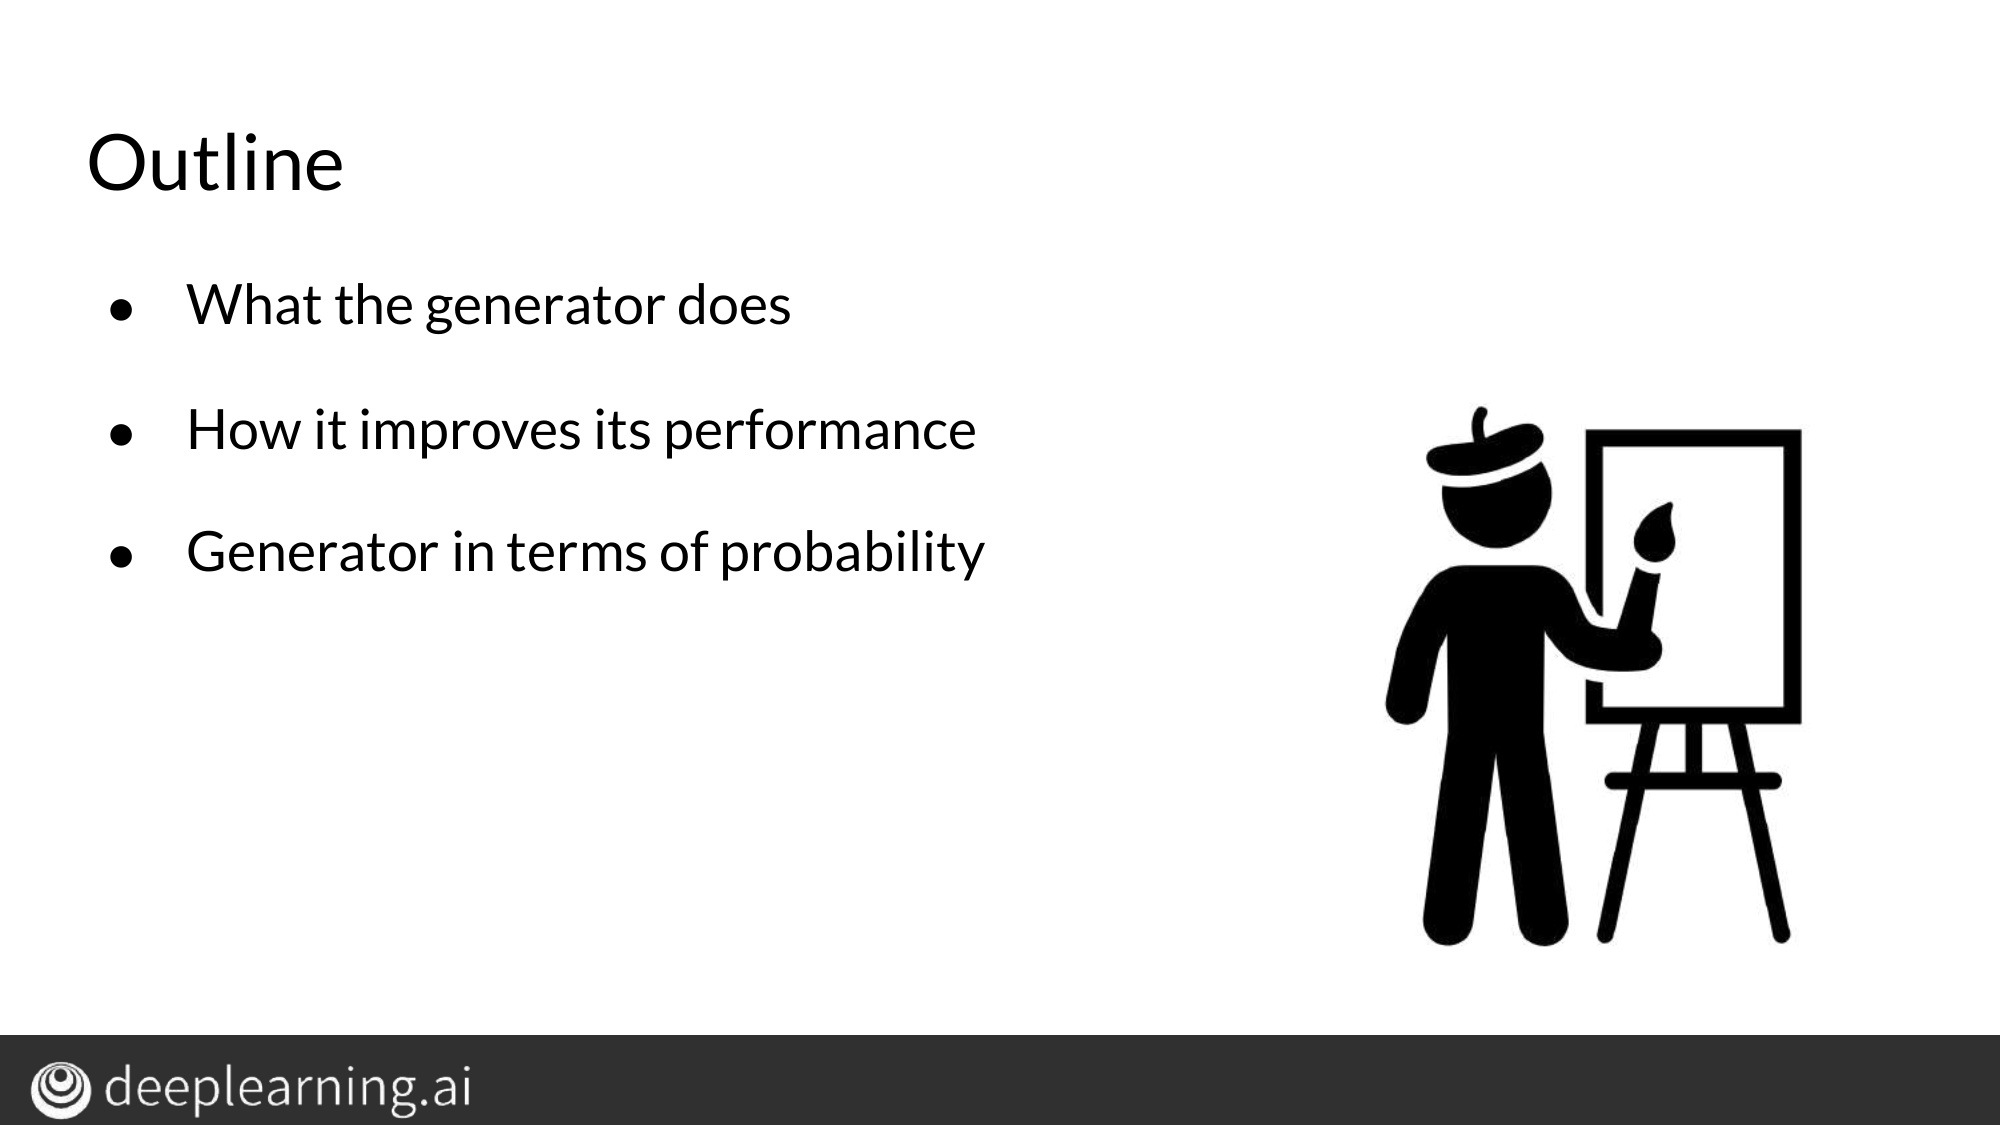 Outline
● What the generator does
● How it improves its performance
● Generator in terms of probability
deeplearning.ai